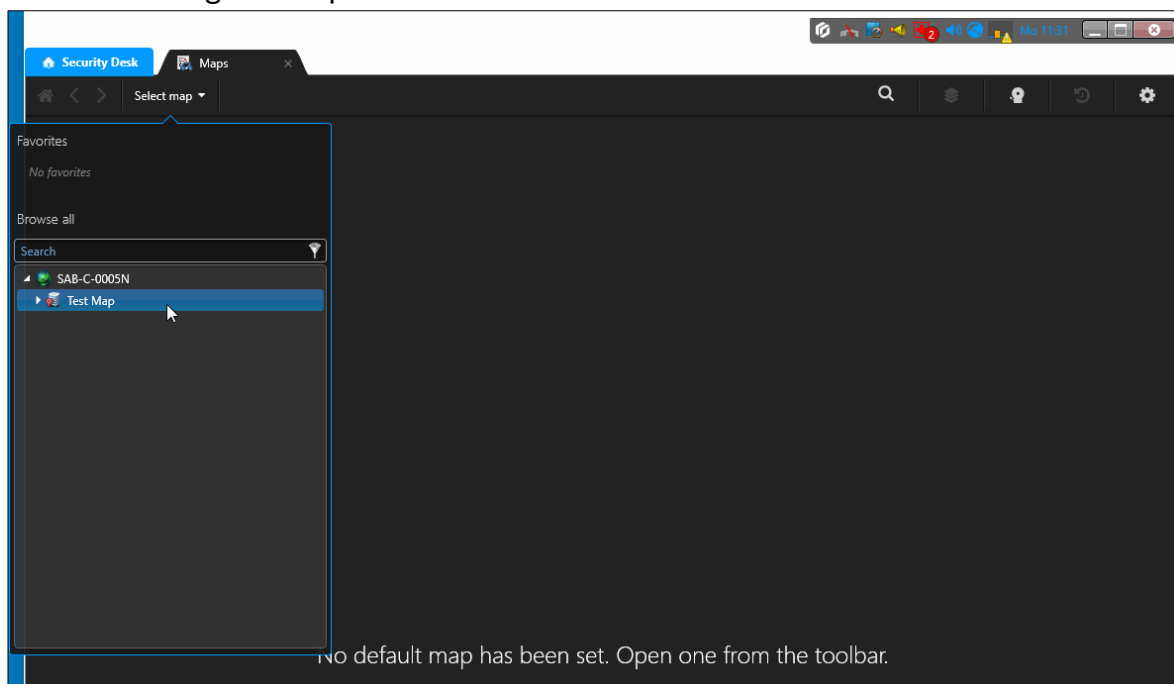 2 Mo 11:31
Security Desk Maps
Select map
Favorites
No favorites
Browse all
Search
SAB-C-0005N
Test Map
No default map has been set. Open one from the toolbar.